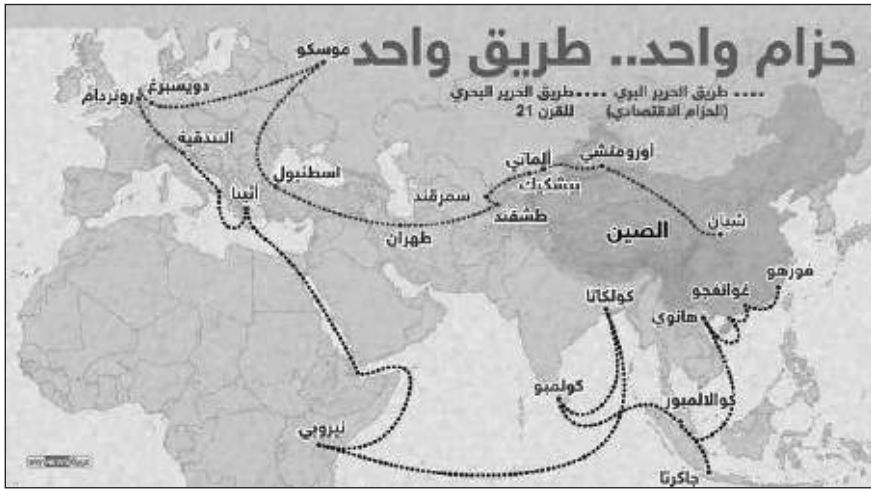 حزام واحد.. طريق واحد
.... طريق الحرير البري
(الحزام الاقتصادي)
.... طريق الحرير البحري
للقرن 21
موسكو
دويسبرغ
روتردام
البندقية
أثينا
اسطنبول
طهران
سمرقند
طشقند
بيشكيك
ألماتي
أورومتشي
شيان
الصين
فوزهو
غوانغجو
هانوي
كولكاتا
كولمبو
كوالالمبور
جاكرتا
نيروبي